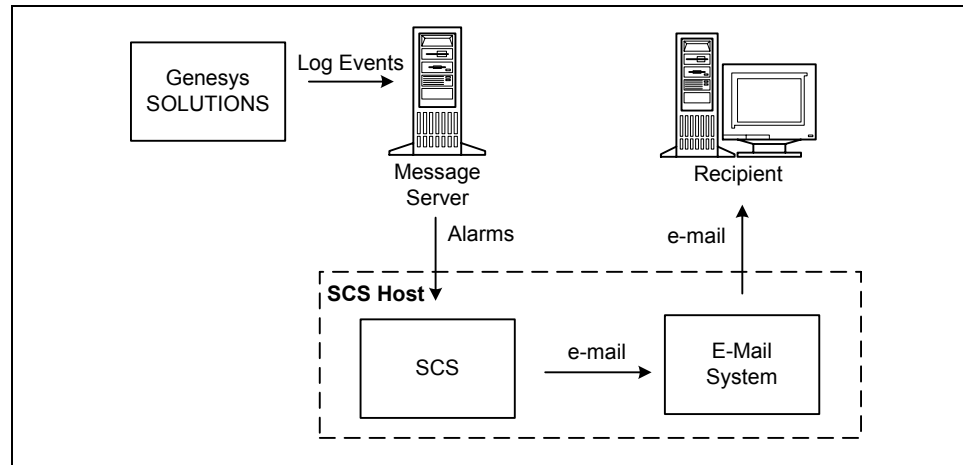 Genesys
SOLUTIONS
Log Events
Message
Server
Recipient
Alarms
e-mail
SCS Host
SCS
e-mail
E-Mail
System